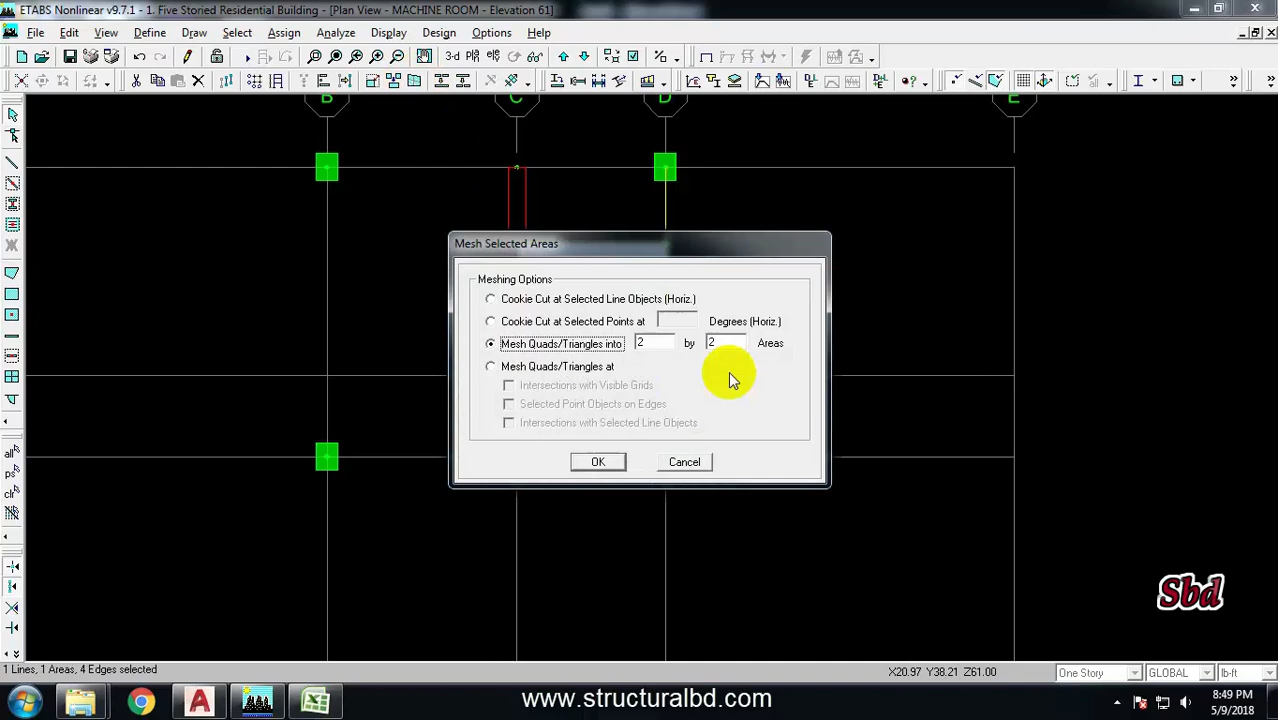 ETABS Nonlinear v9.7.1 - 1. Five Storied Residential Building - [Plan View - MACHINE ROOM - Elevation 61]
File Edit View Define Draw Select Assign Analyze Display Design Options Help
3-d
B C D E
Mesh Selected Areas
Meshing Options
Cookie Cut at Selected Line Objects (Horiz.)
Cookie Cut at Selected Points at Degrees (Horiz.)
Mesh Quads/Triangles into 2 by 2 Areas
Mesh Quads/Triangles at
Intersections with Visible Grids
Selected Point Objects on Edges
Intersections with Selected Line Objects
OK Cancel
all
ps
clr
Sbd
1 Lines, 1 Areas, 4 Edges selected
X20.97 Y38.21 Z61.00 One Story GLOBAL lb-ft
www.structuralbd.com
8:49 PM
5/9/2018